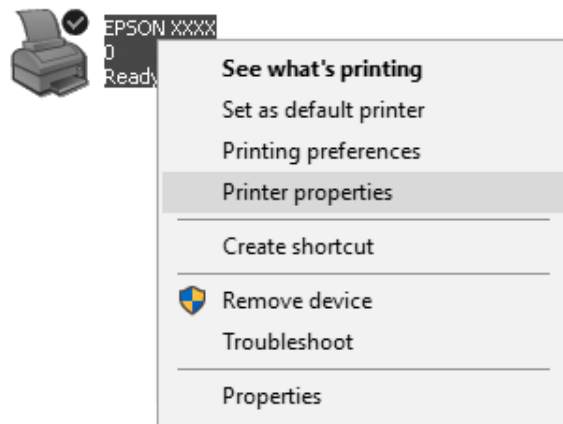 EPSON XXXX
0
Ready
See what's printing
Set as default printer
Printing preferences
Printer properties
Create shortcut
Remove device
Troubleshoot
Properties